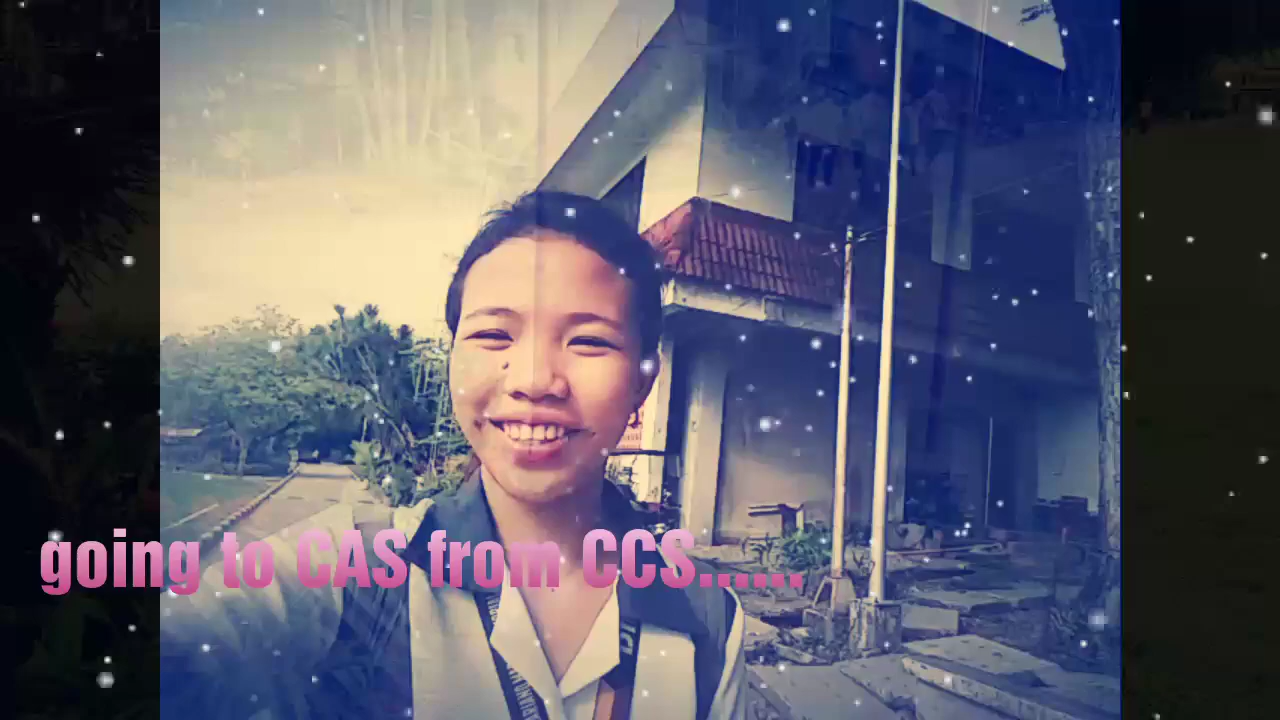 going to CAS from CCS......